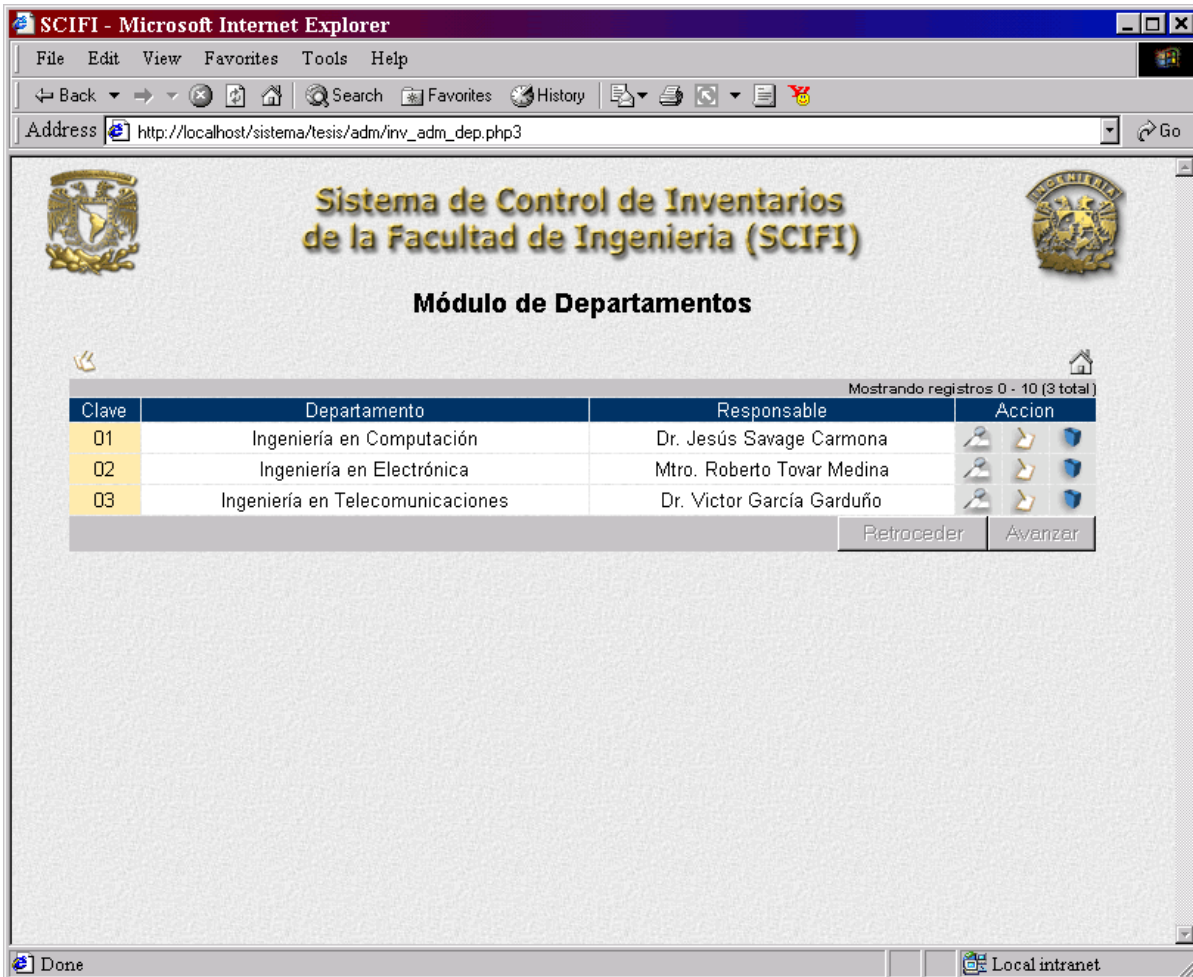 SCIFI - Microsoft Internet Explorer
File Edit View Favorites Tools Help
Back Search Favorites History
Address http://localhost/sistema/tesis/adm/inv_adm_dep.php3 Go
Sistema de Control de Inventarios
de la Facultad de Ingenieria (SCIFI)
INGENIERIA
Módulo de Departamentos
Mostrando registros 0 - 10 (3 total)
Clave Departamento Responsable Accion
01 Ingeniería en Computación Dr. Jesús Savage Carmona
02 Ingeniería en Electrónica Mtro. Roberto Tovar Medina
03 Ingeniería en Telecomunicaciones Dr. Victor García Garduño
Retroceder Avanzar
Done Local intranet